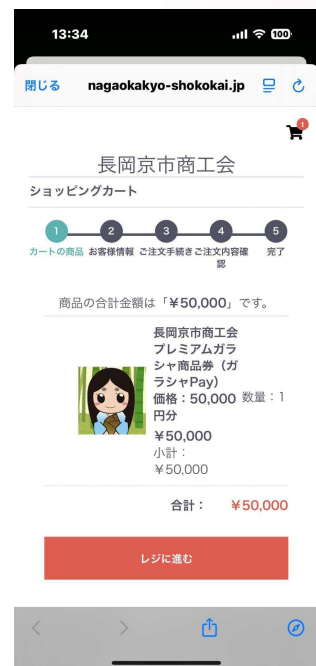 13:34
100
閉じる nagaokakyo-shokokai.jp
1
長岡京市商工会
ショッピングカート
1 2 3 4 5
カートの商品 お客様情報 ご注文手続き ご注文内容確認 完了
商品の合計金額は「¥50,000」です。
長岡京市商工会
プレミアムガラ
シャ商品券（ガ
ラシャPay）
価格：50,000 数量：1
円分
¥50,000
小計：
¥50,000
合計： ¥50,000
レジに進む